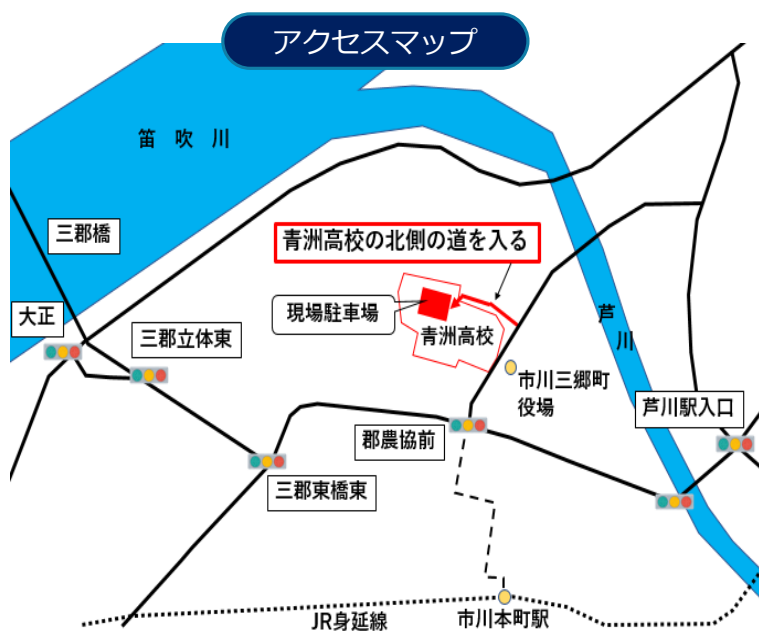 アクセスマップ
笛吹川
三郡橋
青洲高校の北側の道を入る
大正
現場駐車場
三郡立体東
青洲高校
芦川
市川三郷町
役場
芦川駅入口
郡農協前
三郡東橋東
市川本町駅
JR身延線